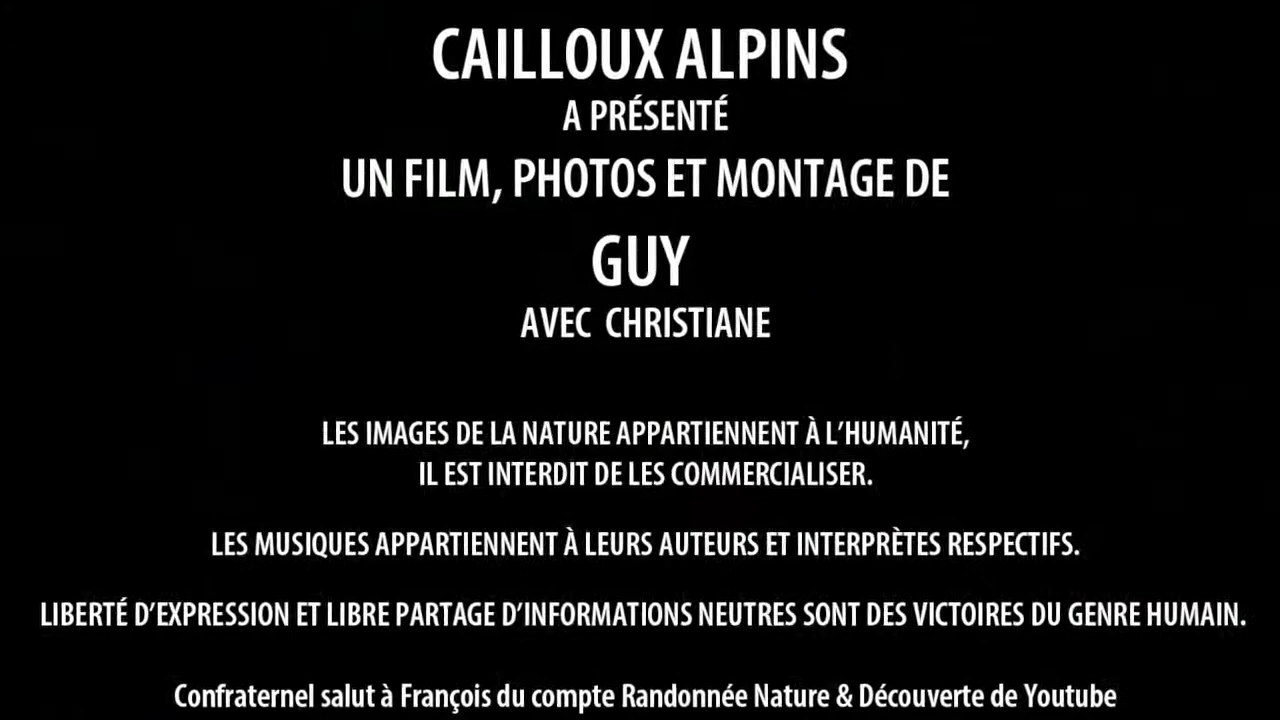 CAILLOUX ALPINS
A PRÉSENTÉ
UN FILM, PHOTOS ET MONTAGE DE
GUY
AVEC CHRISTIANE
LES IMAGES DE LA NATURE APPARTIENNENT À L’HUMANITÉ,
IL EST INTERDIT DE LES COMMERCIALISER.
LES MUSIQUES APPARTIENNENT À LEURS AUTEURS ET INTERPRÈTES RESPECTIFS.
LIBERTÉ D’EXPRESSION ET LIBRE PARTAGE D’INFORMATIONS NEUTRES SONT DES VICTOIRES DU GENRE HUMAIN.
Confraternel salut à François du compte Randonnée Nature & Découverte de Youtube